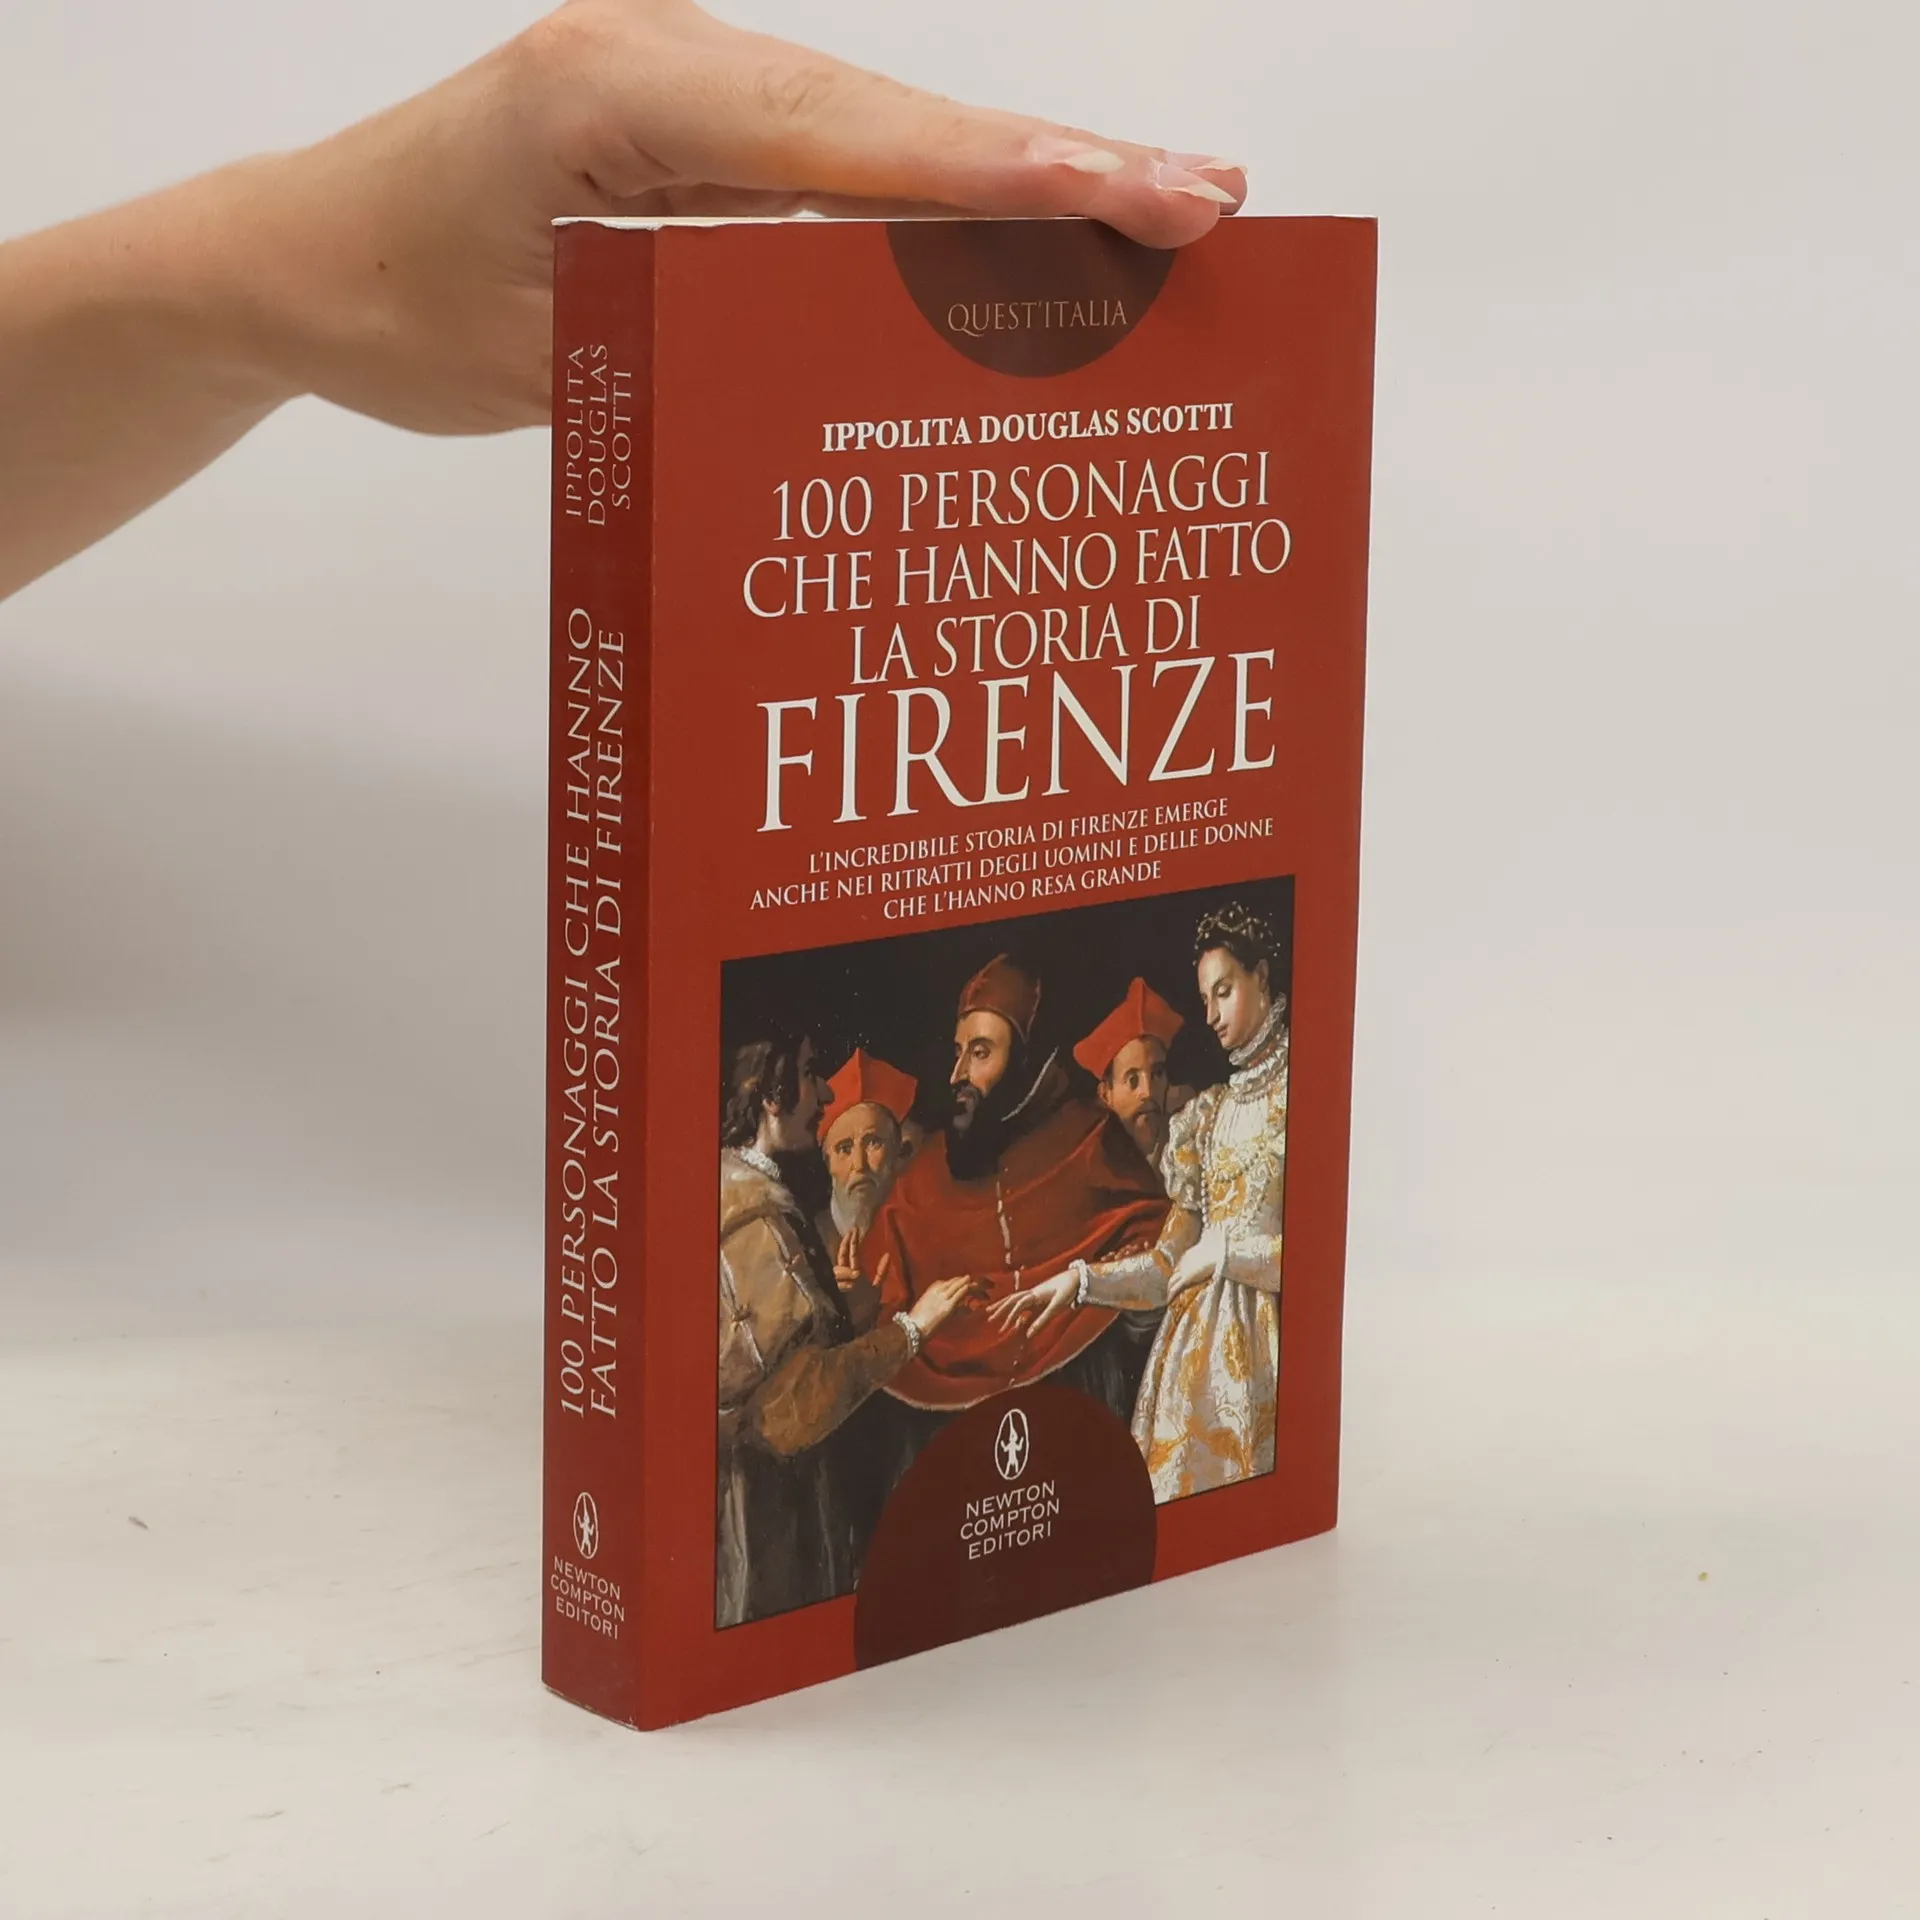 QUEST'ITALIA
IPPOLITA DOUGLAS SCOTTI
100 PERSONAGGI
CHE HANNO FATTO
LA STORIA DI
FIRENZE
L'INCREDIBILE STORIA DI FIRENZE EMERGE
ANCHE NEI RITRATTI DEGLI UOMINI E DELLE DONNE
CHE L'HANNO RESA GRANDE
NEWTON
COMPTON
EDITORI
IPPOLITA
DOUGLAS
SCOTTI
100 PERSONAGGI CHE HANNO
FATTO LA STORIA DI FIRENZE
NEWTON
COMPTON
EDITORI